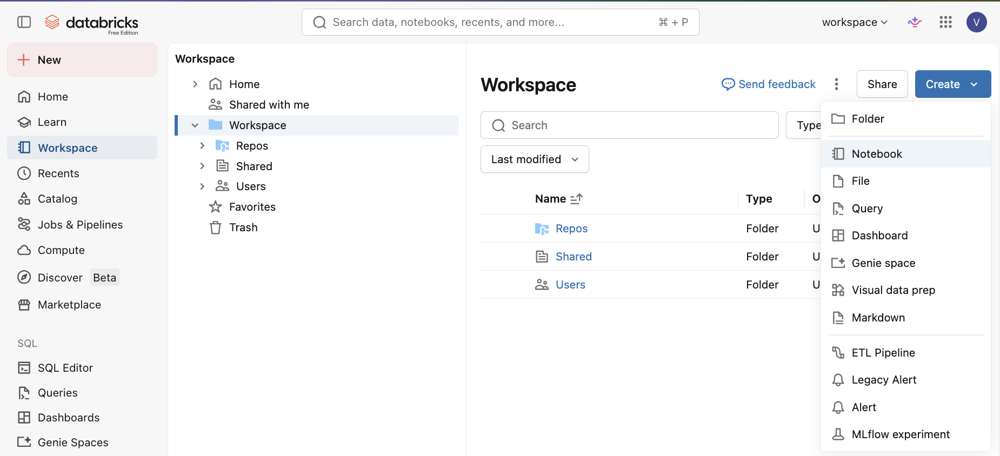 databricks
Free Edition
Search data, notebooks, recents, and more...
⌘ + P
workspace
V
New
Home
Learn
Workspace
Recents
Catalog
Jobs & Pipelines
Compute
Discover Beta
Marketplace
SQL
SQL Editor
Queries
Dashboards
Genie Spaces
Workspace
Home
Shared with me
Workspace
Repos
Shared
Users
Favorites
Trash
Workspace
Send feedback
Share
Create
Search
Type
Last modified
Name Type O
Repos Folder U
Shared Folder U
Users Folder U
Folder
Notebook
File
Query
Dashboard
Genie space
Visual data prep
Markdown
ETL Pipeline
Legacy Alert
Alert
MLflow experiment